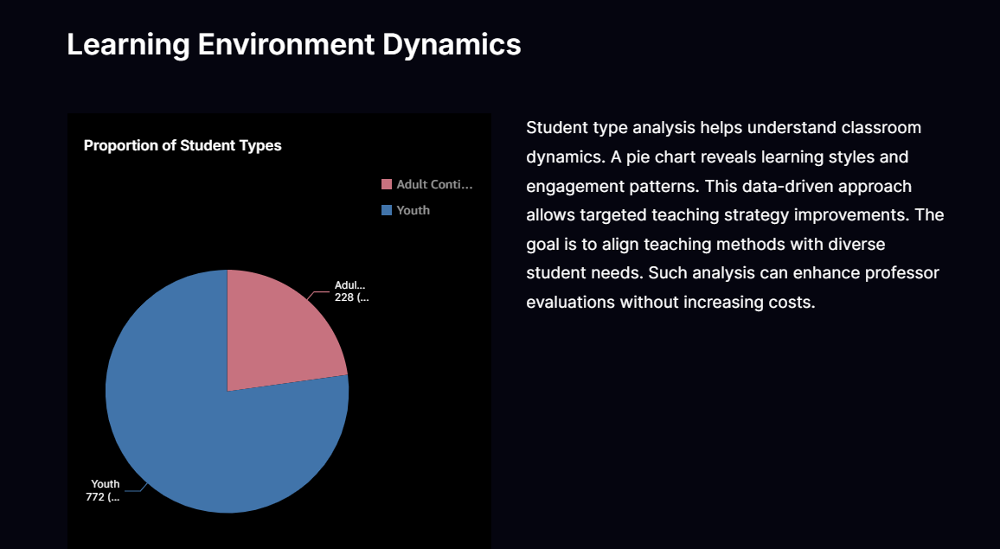 Learning Environment Dynamics
Proportion of Student Types
Adult Conti...
Youth
Adul...
228 (...
Youth
772 (...
Student type analysis helps understand classroom
dynamics. A pie chart reveals learning styles and
engagement patterns. This data-driven approach
allows targeted teaching strategy improvements. The
goal is to align teaching methods with diverse
student needs. Such analysis can enhance professor
evaluations without increasing costs.